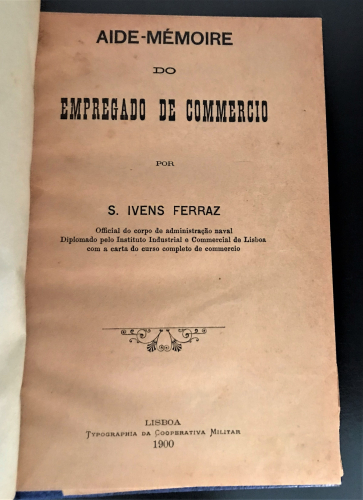 AIDE-MÉMOIRE
DO
EMPREGADO DE COMMERCIO
POR
S. IVENS FERRAZ
Official do corpo de administração naval
Diplomado pelo Instituto Industrial e Commercial de Lisboa
com a carta do curso completo de commercio
LISBOA
TYPOGRAPHIA DA COOPERATIVA MILITAR
1900